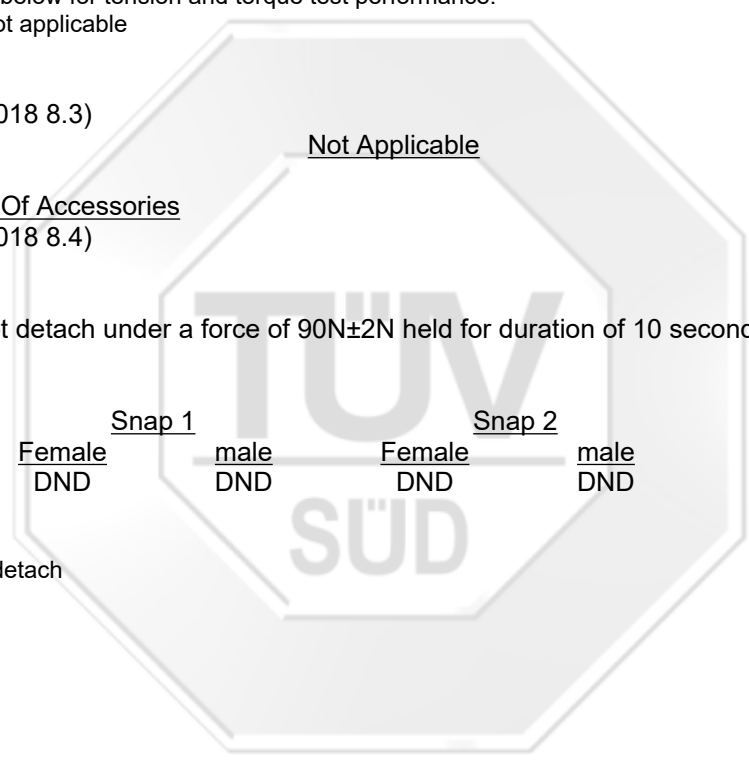 below for tension and torque test performance.
ot applicable
018 8.3)
Not Applicable
Of Accessories
018 8.4)
t detach under a force of 90N±2N held for duration of 10 second
Snap 1 Snap 2
Female male Female male
DND DND DND DND
detach
TÜV
SÜD